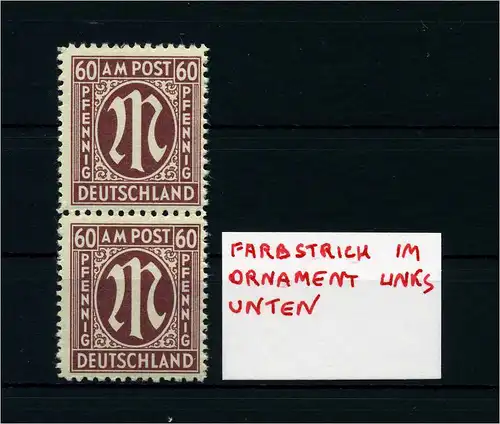 60 AM POST 60
PFENNIG
M
PFENNIG
DEUTSCHLAND
60 AM POST 60
PFENNIG
M
PFENNIG
DEUTSCHLAND
FARBSTRICH IM
ORNAMENT LINKS
UNTEN